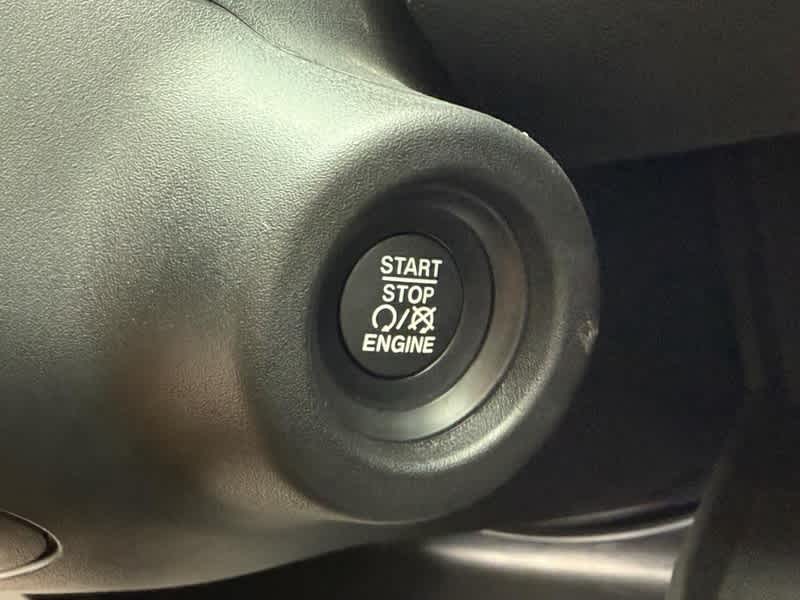 START
STOP
/
ENGINE